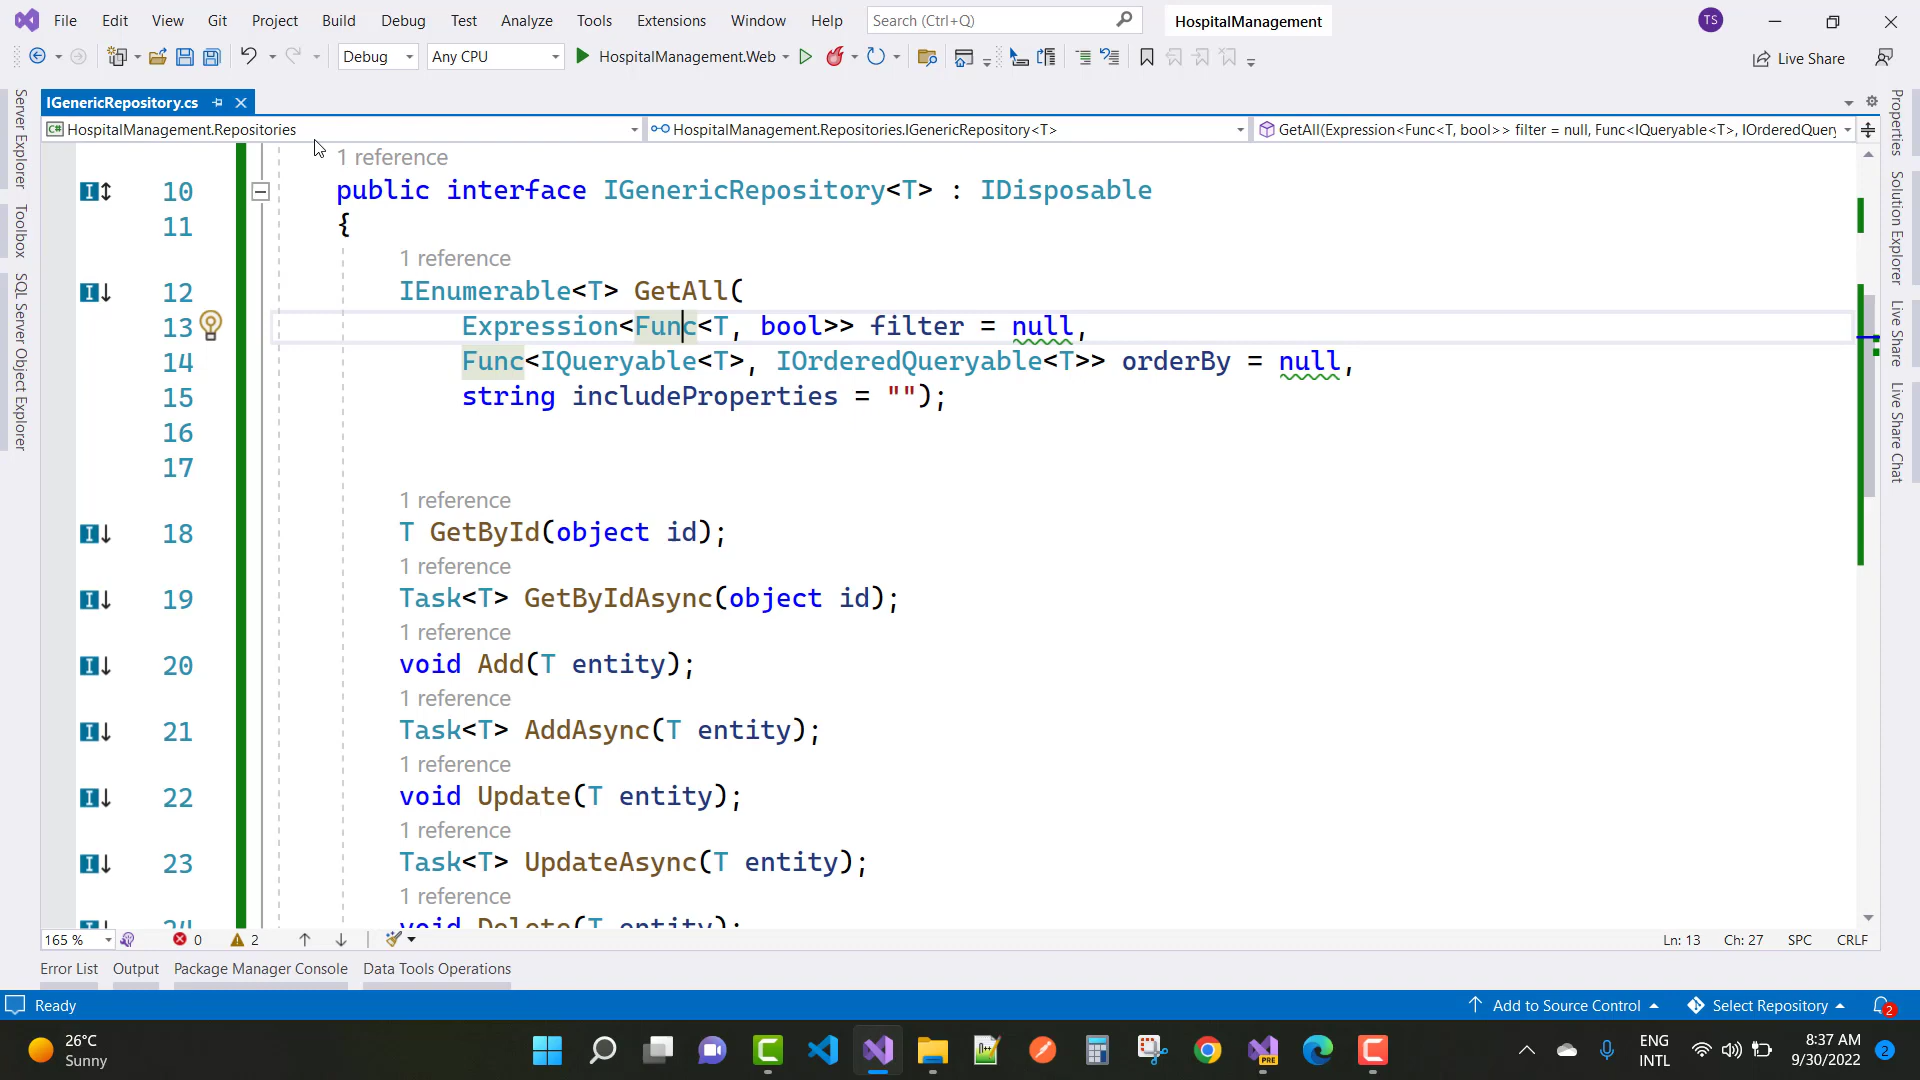 File Edit View Git Project Build Debug Test Analyze Tools Extensions Window Help Search (Ctrl+Q) HospitalManagement TS
Debug Any CPU HospitalManagement.Web Live Share
IGenericRepository.cs
HospitalManagement.Repositories HospitalManagement.Repositories.IGenericRepository<T> GetAll(Expression<Func<T, bool>> filter = null, Func<IQueryable<T>, IOrderedQuery
Server Explorer
Toolbox
SQL Server Object Explorer
1 reference
10 public interface IGenericRepository<T> : IDisposable
11 {
1 reference
12 IEnumerable<T> GetAll(
13 Expression<Func<T, bool>> filter = null,
14 Func<IQueryable<T>, IOrderedQueryable<T>> orderBy = null,
15 string includeProperties = "");
16
17
1 reference
18 T GetById(object id);
1 reference
19 Task<T> GetByIdAsync(object id);
1 reference
20 void Add(T entity);
1 reference
21 Task<T> AddAsync(T entity);
1 reference
22 void Update(T entity);
1 reference
23 Task<T> UpdateAsync(T entity);
1 reference
24 void Delete(T entity);
Properties
Solution Explorer
Live Share
Live Share Chat
165 % 0 2 Ln: 13 Ch: 27 SPC CRLF
Error List Output Package Manager Console Data Tools Operations
Ready Add to Source Control Select Repository 2
26°C
Sunny
PRE
ENG
INTL
8:37 AM
9/30/2022
2